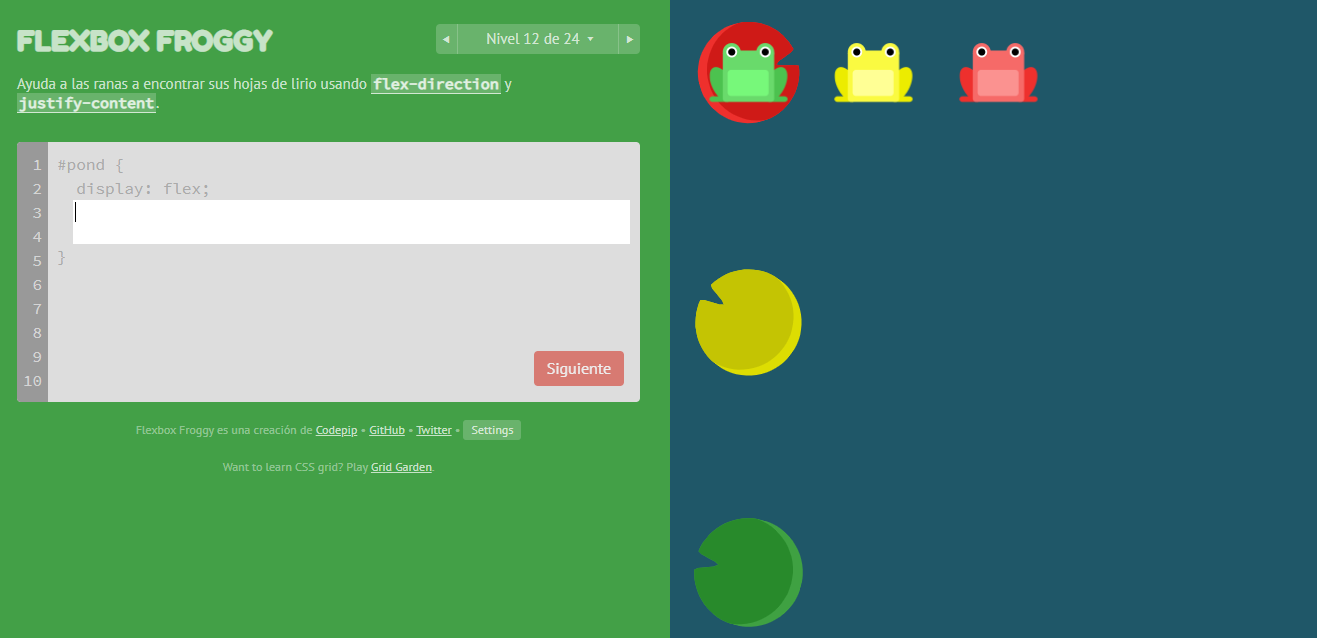 FLEXBOX FROGGY
◄ Nivel 12 de 24 ▾ ►
Ayuda a las ranas a encontrar sus hojas de lirio usando flex-direction y
justify-content.
1 #pond {
2 display: flex;
3
4
5 }
6
7
8
9
10
Siguiente
Flexbox Froggy es una creación de Codepip • GitHub • Twitter • Settings
Want to learn CSS grid? Play Grid Garden.